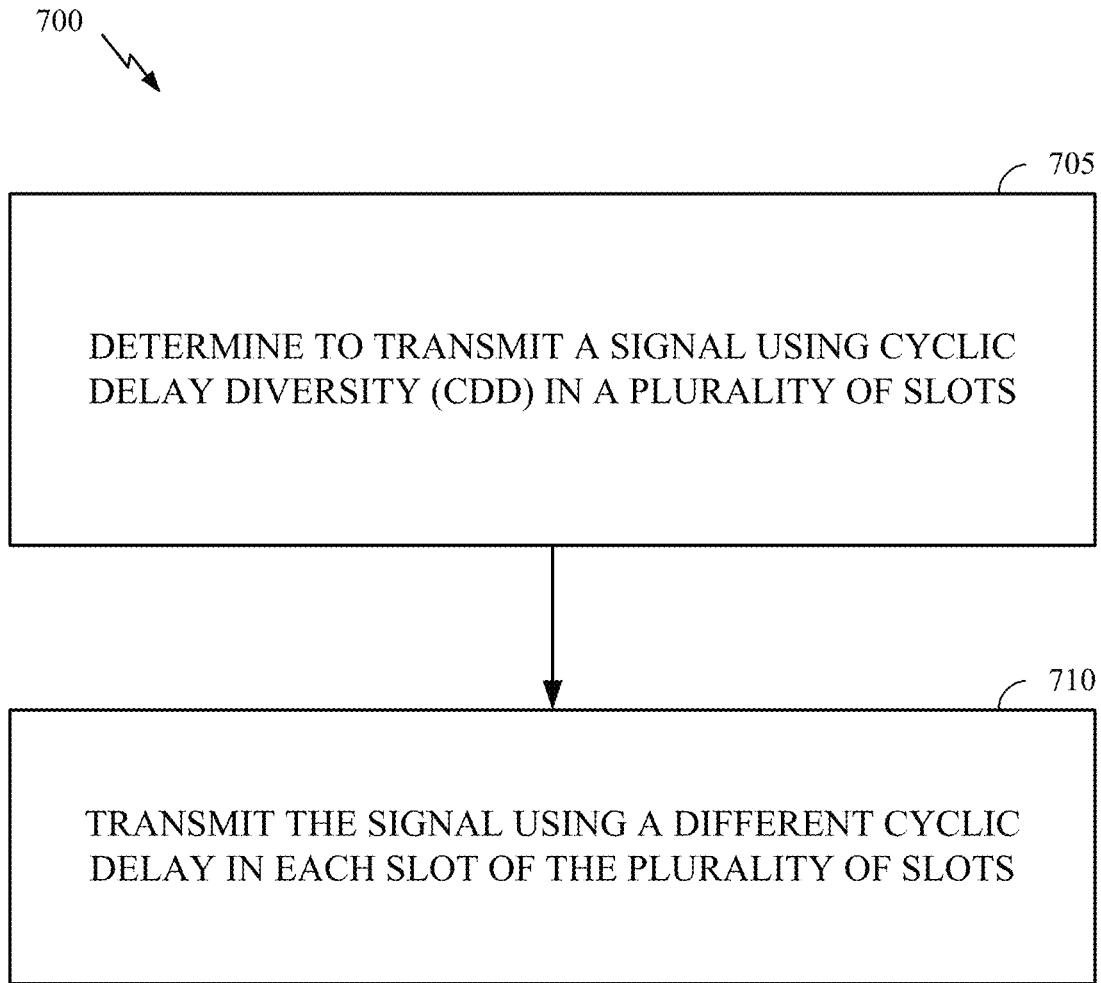 700
705
DETERMINE TO TRANSMIT A SIGNAL USING CYCLIC
DELAY DIVERSITY (CDD) IN A PLURALITY OF SLOTS
710
TRANSMIT THE SIGNAL USING A DIFFERENT CYCLIC
DELAY IN EACH SLOT OF THE PLURALITY OF SLOTS